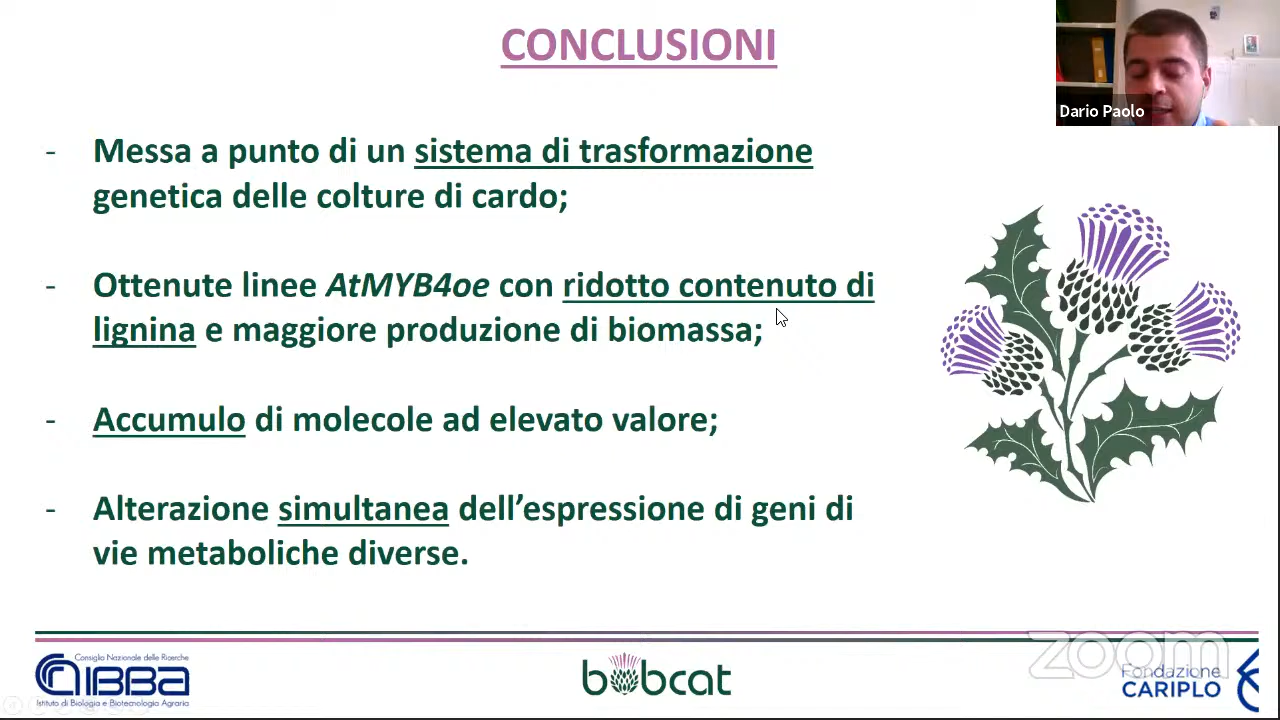 CONCLUSIONI
Dario Paolo
- Messa a punto di un sistema di trasformazione
genetica delle colture di cardo;
- Ottenute linee AtMYB4oe con ridotto contenuto di
lignina e maggiore produzione di biomassa;
- Accumulo di molecole ad elevato valore;
- Alterazione simultanea dell’espressione di geni di
vie metaboliche diverse.
Consiglio Nazionale delle Ricerche
IBBA
Istituto di Biologia e Biotecnologia Agraria
bobcat
zoom
Fondazione
CARIPLO